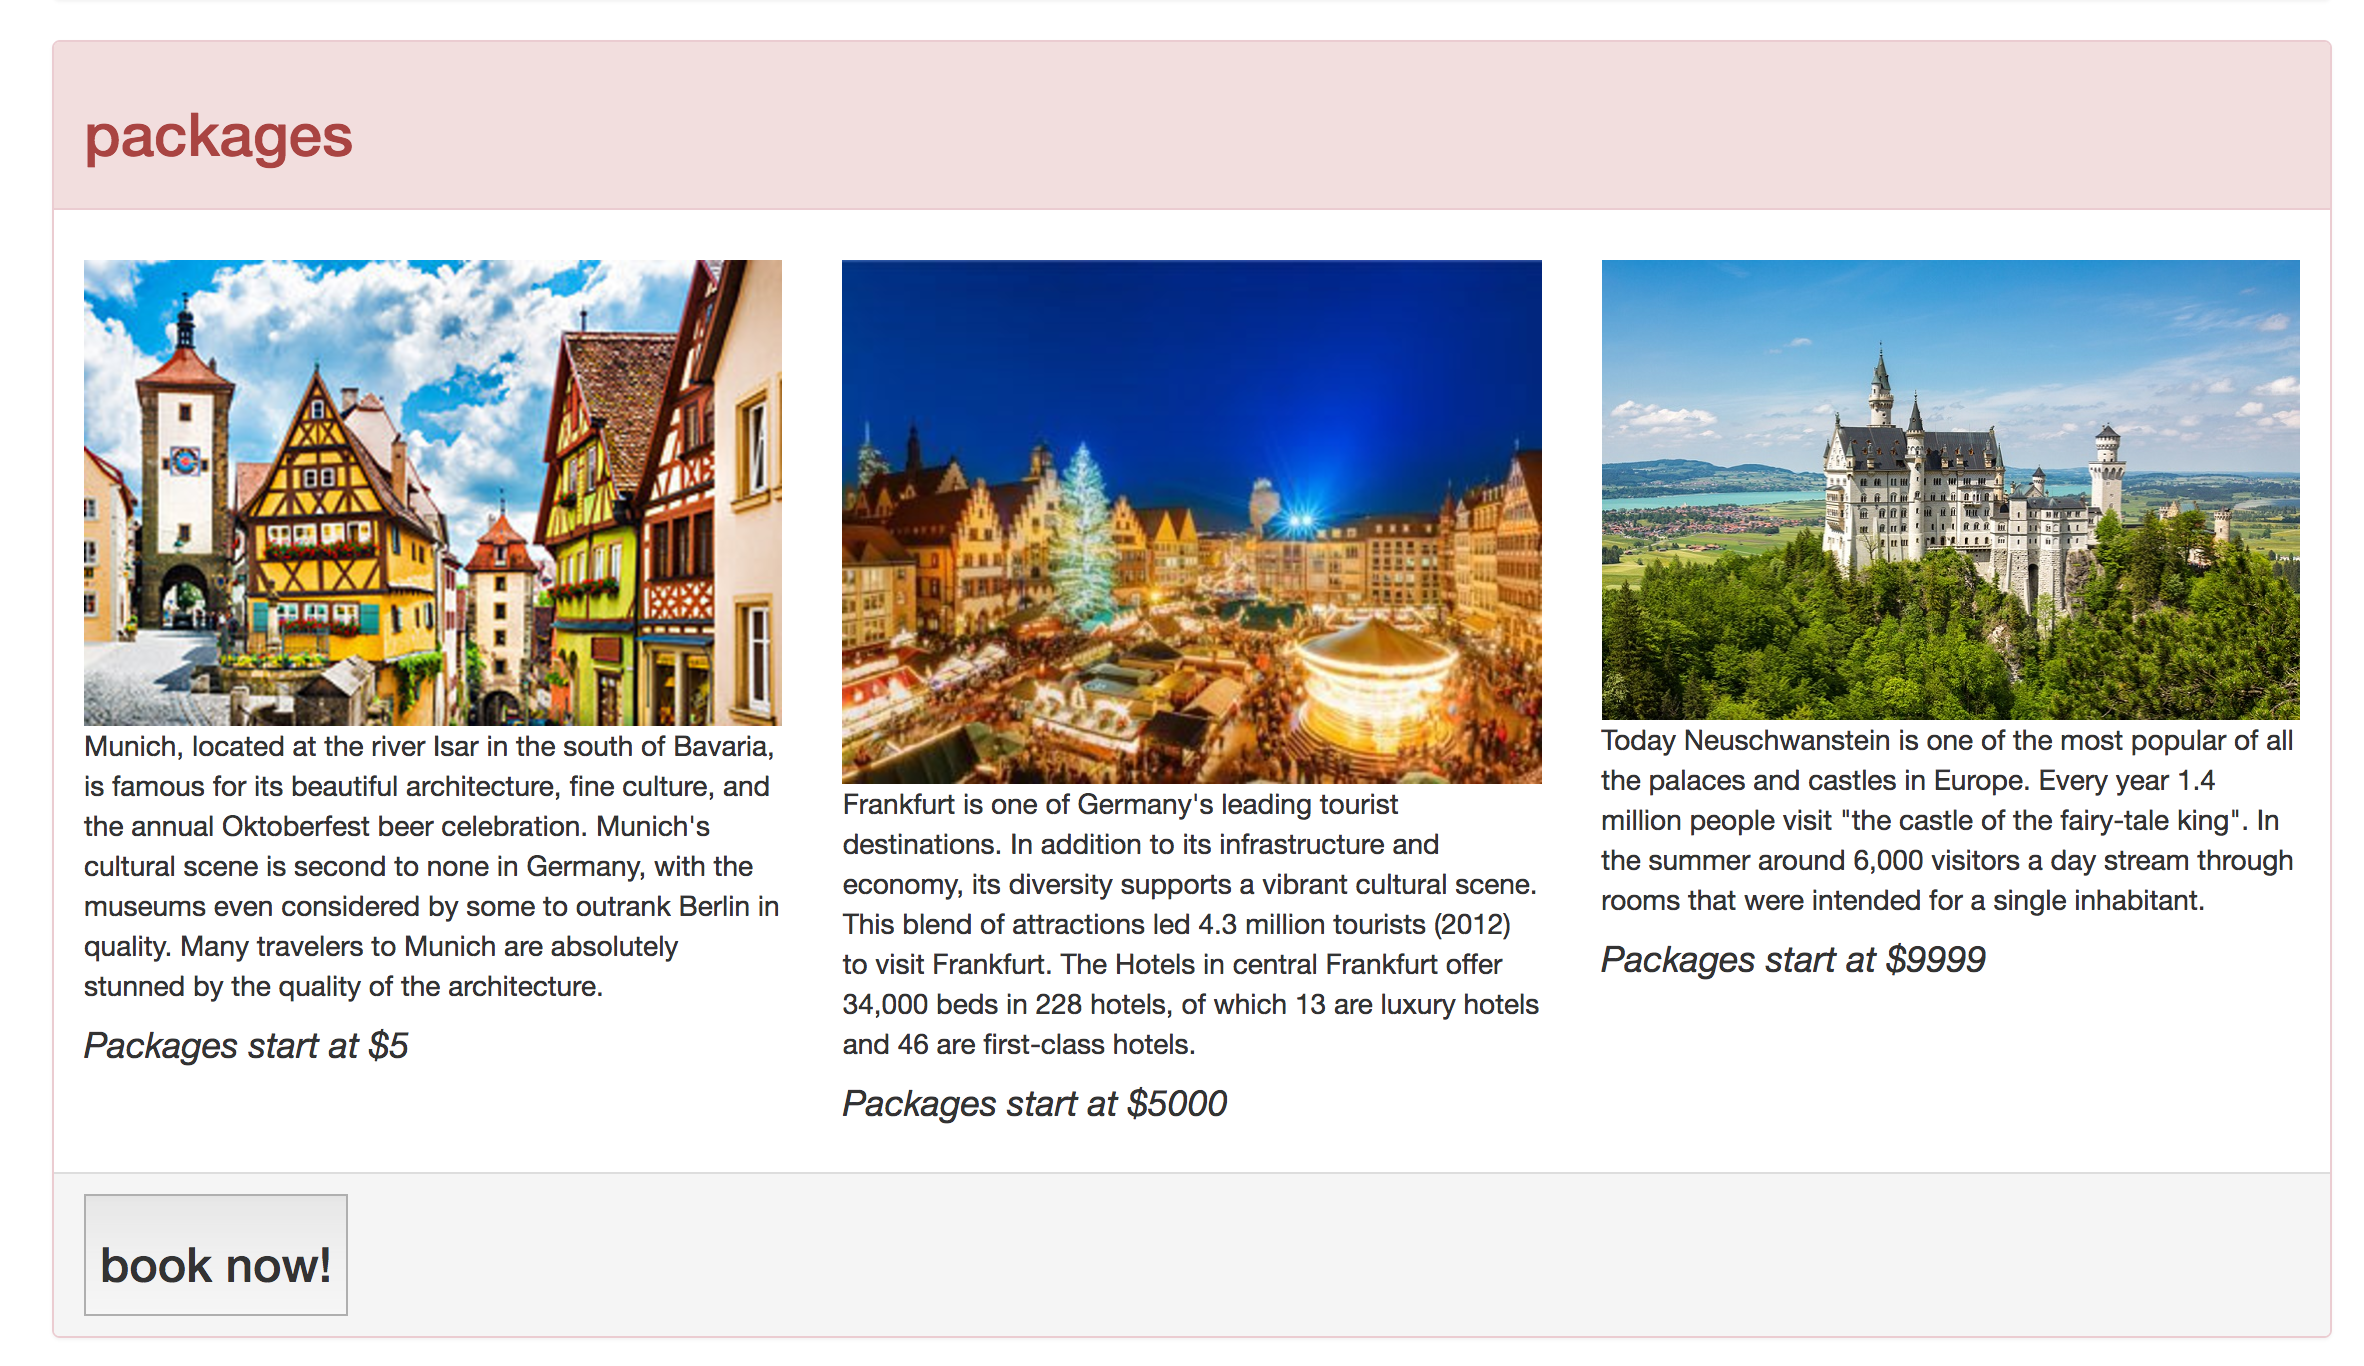 packages
Munich, located at the river Isar in the south of Bavaria,
is famous for its beautiful architecture, fine culture, and
the annual Oktoberfest beer celebration. Munich's
cultural scene is second to none in Germany, with the
museums even considered by some to outrank Berlin in
quality. Many travelers to Munich are absolutely
stunned by the quality of the architecture.
Packages start at $5
Frankfurt is one of Germany's leading tourist
destinations. In addition to its infrastructure and
economy, its diversity supports a vibrant cultural scene.
This blend of attractions led 4.3 million tourists (2012)
to visit Frankfurt. The Hotels in central Frankfurt offer
34,000 beds in 228 hotels, of which 13 are luxury hotels
and 46 are first-class hotels.
Packages start at $5000
Today Neuschwanstein is one of the most popular of all
the palaces and castles in Europe. Every year 1.4
million people visit "the castle of the fairy-tale king". In
the summer around 6,000 visitors a day stream through
rooms that were intended for a single inhabitant.
Packages start at $9999
book now!